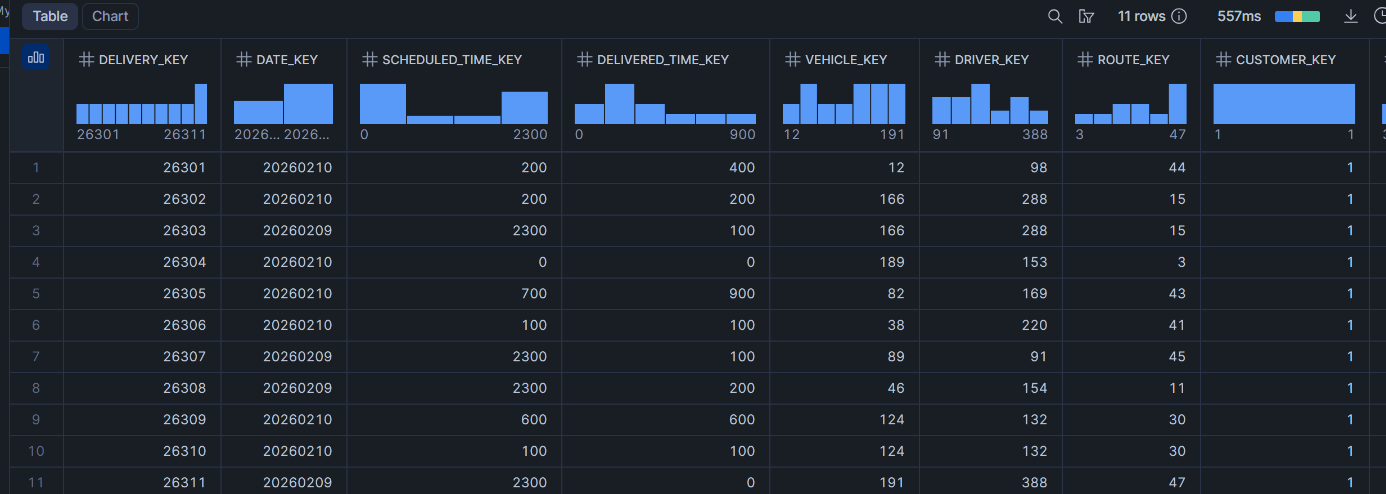 My
Table Chart 11 rows 557ms
DELIVERY_KEY DATE_KEY SCHEDULED_TIME_KEY DELIVERED_TIME_KEY VEHICLE_KEY DRIVER_KEY ROUTE_KEY CUSTOMER_KEY
26301 26311 2026... 2026... 0 2300 0 900 12 191 91 388 3 47 1 1
1 26301 20260210 200 400 12 98 44 1
2 26302 20260210 200 200 166 288 15 1
3 26303 20260209 2300 100 166 288 15 1
4 26304 20260210 0 0 189 153 3 1
5 26305 20260210 700 900 82 169 43 1
6 26306 20260210 100 100 38 220 41 1
7 26307 20260209 2300 100 89 91 45 1
8 26308 20260209 2300 200 46 154 11 1
9 26309 20260210 600 600 124 132 30 1
10 26310 20260210 100 100 124 132 30 1
11 26311 20260209 2300 0 191 388 47 1